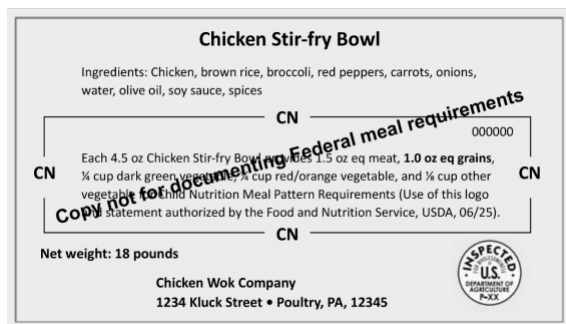 Chicken Stir-fry Bowl
Ingredients: Chicken, brown rice, broccoli, red peppers, carrots, onions,
water, olive oil, soy sauce, spices
CN
000000
Each 4.5 oz Chicken Stir-fry Bowl provides 1.5 oz eq meat, 1.0 oz eq grains,
CN
CN
¼ cup dark green vegetable, ¼ cup red/orange vegetable, and ⅛ cup other
vegetable for Child Nutrition Meal Pattern Requirements (Use of this logo
and statement authorized by the Food and Nutrition Service, USDA, 06/25).
Copy not for documenting Federal meal requirements
CN
Net weight: 18 pounds
Chicken Wok Company
1234 Kluck Street • Poultry, PA, 12345
INSPECTED
U.S.
DEPARTMENT OF
AGRICULTURE
P-XX